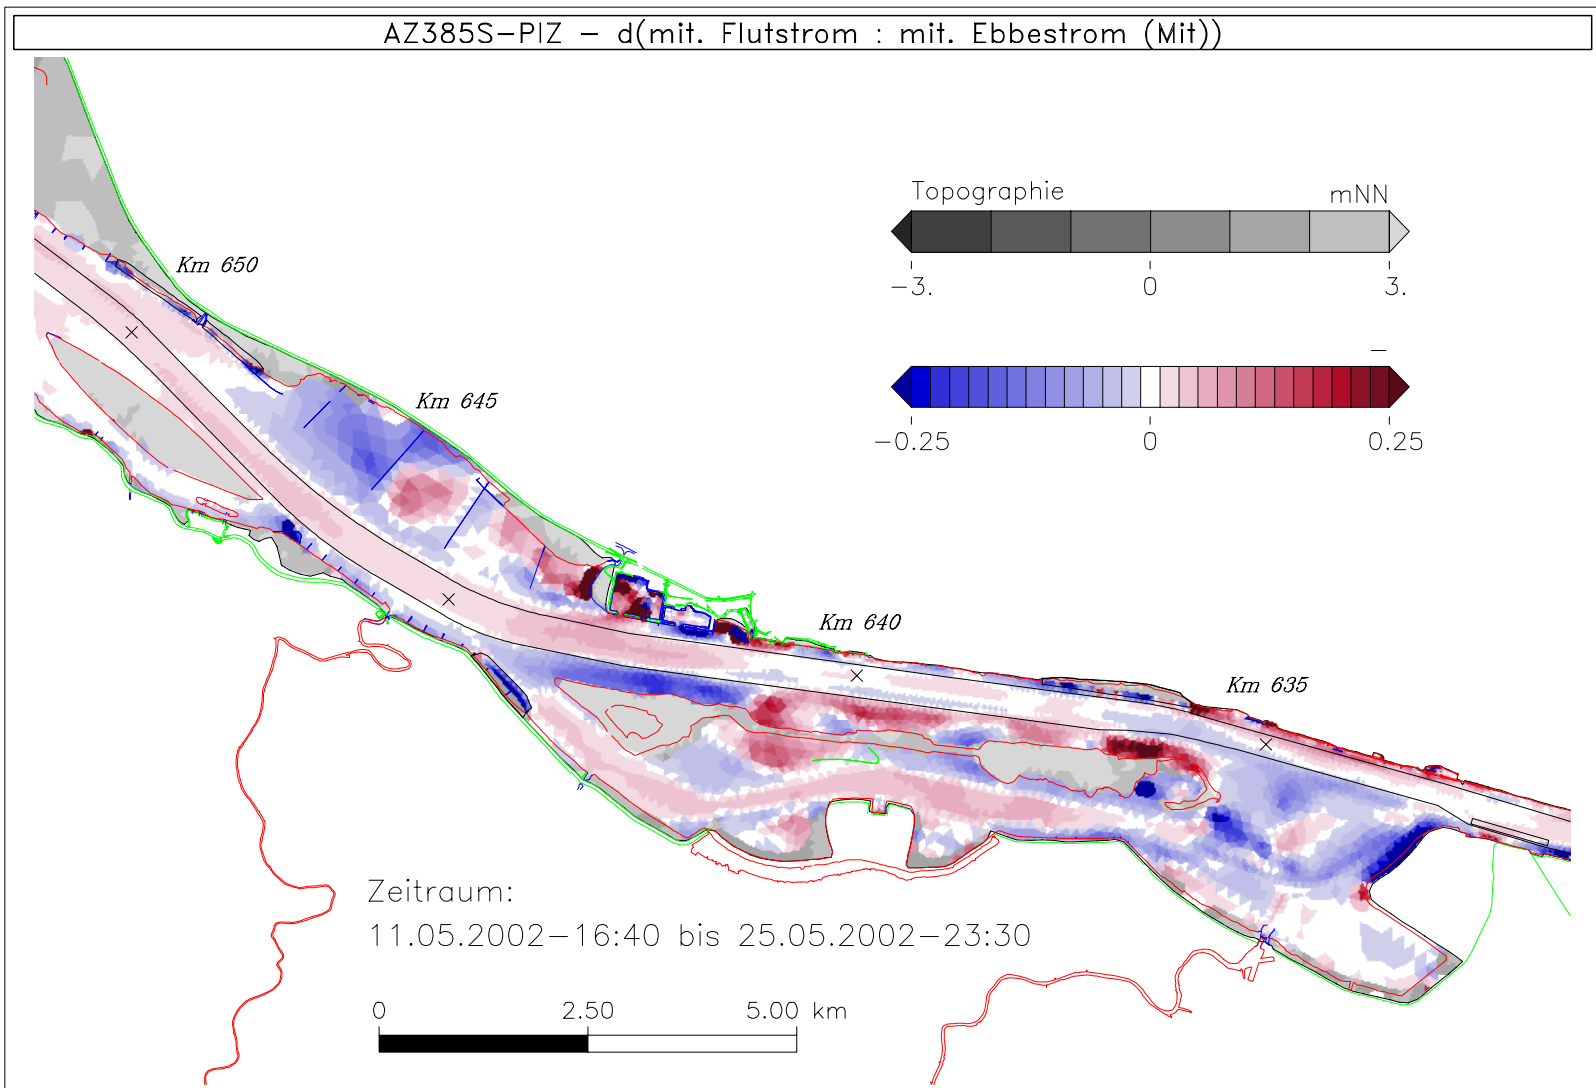 AZ385S-PIZ - d(mit. Flutstrom : mit. Ebbestrom (Mit))
Topographie mNN
-3. 0 3.
Km 650
-
Km 645
-0.25 0 0.25
Km 640
Km 635
Zeitraum:
11.05.2002-16:40 bis 25.05.2002-23:30
0 2.50 5.00 km